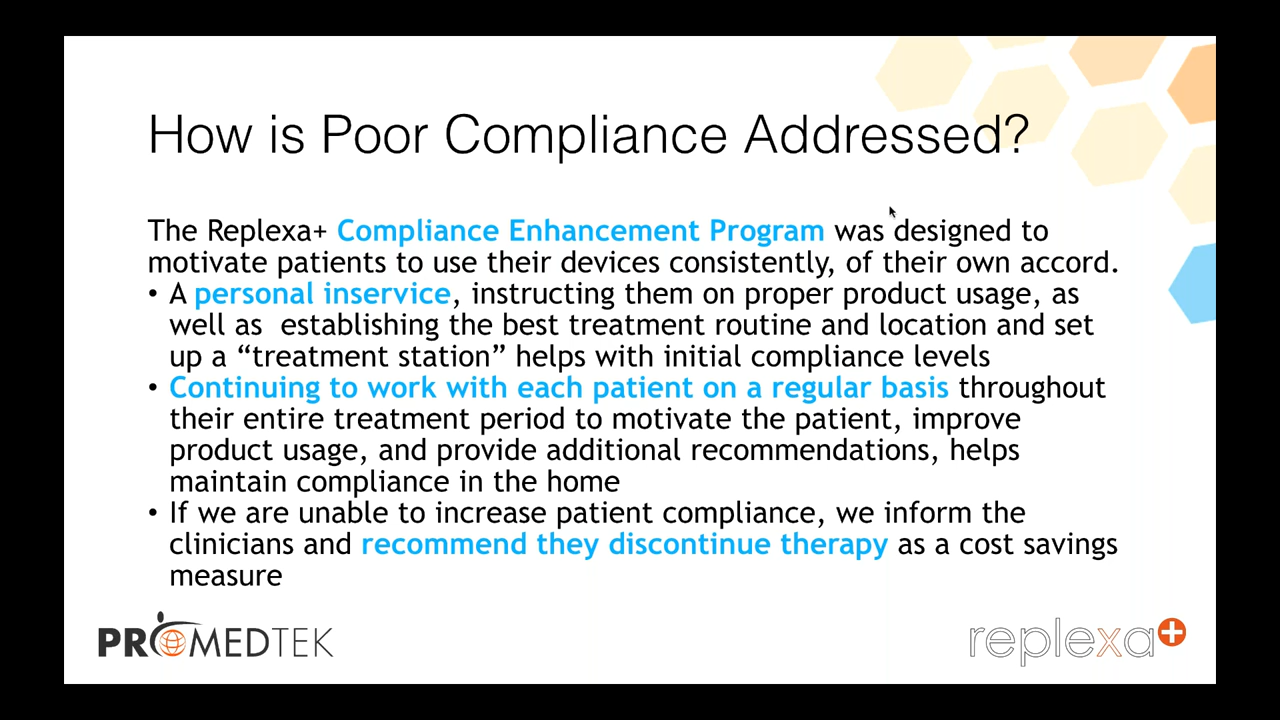 How is Poor Compliance Addressed?
The Replexa+ Compliance Enhancement Program was designed to
motivate patients to use their devices consistently, of their own accord.
• A personal inservice, instructing them on proper product usage, as
well as  establishing the best treatment routine and location and set
up a “treatment station” helps with initial compliance levels
• Continuing to work with each patient on a regular basis throughout
their entire treatment period to motivate the patient, improve
product usage, and provide additional recommendations, helps
maintain compliance in the home
• If we are unable to increase patient compliance, we inform the
clinicians and recommend they discontinue therapy as a cost savings
measure
PROMEDTEK
replexa+